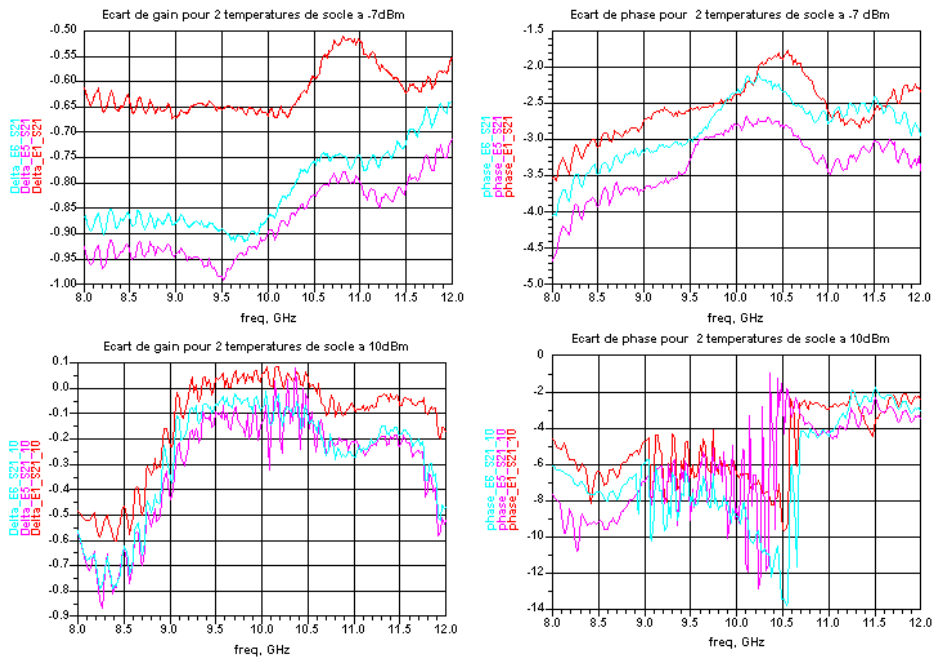 Ecart de gain pour 2 temperatures de socle a -7dBm
-0.50
-0.55
-0.60
-0.65
-0.70
-0.75
-0.80
-0.85
-0.90
-0.95
-1.00
Delta_E6_S21
Delta_E5_S21
Delta_E1_S21
8.0 8.5 9.0 9.5 10.0 10.5 11.0 11.5 12.0
freq, GHz
Ecart de phase pour 2 temperatures de socle a -7 dBm
-1.5
-2.0
-2.5
-3.0
-3.5
-4.0
-4.5
-5.0
phase_E6_S21
phase_E5_S21
phase_E1_S21
8.0 8.5 9.0 9.5 10.0 10.5 11.0 11.5 12.0
freq, GHz
Ecart de gain pour 2 temperatures de socle a 10dBm
0.1
0.0
-0.1
-0.2
-0.3
-0.4
-0.5
-0.6
-0.7
-0.8
-0.9
Delta_E6_S21_10
Delta_E5_S21_10
Delta_E1_S21_10
8.0 8.5 9.0 9.5 10.0 10.5 11.0 11.5 12.0
freq, GHz
Ecart de phase pour 2 temperatures de socle a 10dBm
0
-2
-4
-6
-8
-10
-12
-14
phase_E6_S21_10
phase_E5_S21_10
phase_E1_S21_10
8.0 8.5 9.0 9.5 10.0 10.5 11.0 11.5 12.0
freq, GHz